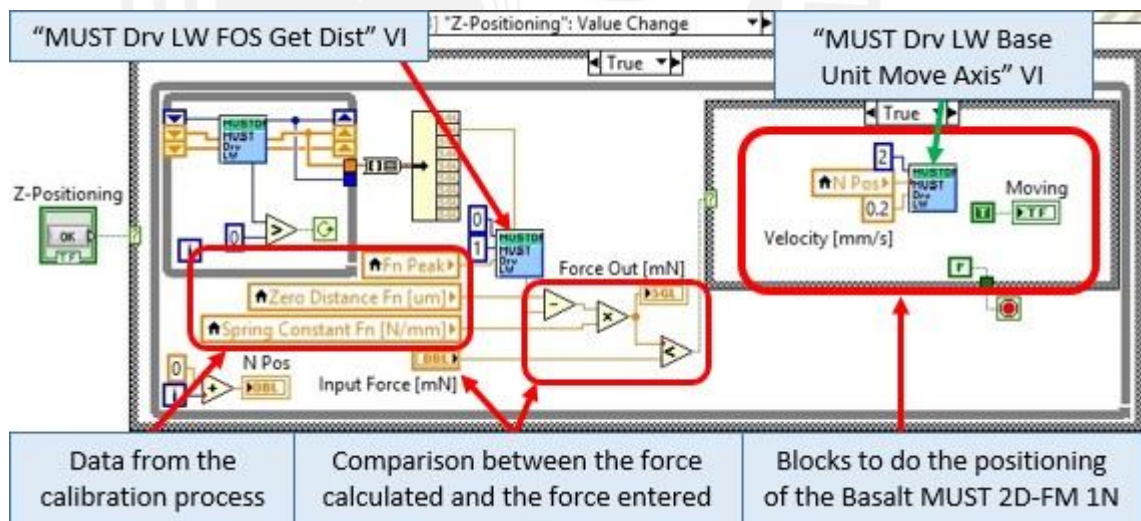 "Z-Positioning": Value Change
“MUST Drv LW FOS Get Dist” VI
“MUST Drv LW Base
Unit Move Axis” VI
True
True
MUST
Drv
LW
2
N Pos
0.2
MUST
Drv
LW
Moving
TF
T
Velocity [mm/s]
Z-Positioning
OK
TF
0
i
>
0
1
MUST
Drv
LW
Fn Peak
Zero Distance Fn [um]
Spring Constant Fn [N/mm]
Force Out [mN]
SGL
F
0
i
N Pos
DBL
DBL
Input Force [mN]
Data from the
calibration process
Comparison between the force
calculated and the force entered
Blocks to do the positioning
of the Basalt MUST 2D-FM 1N